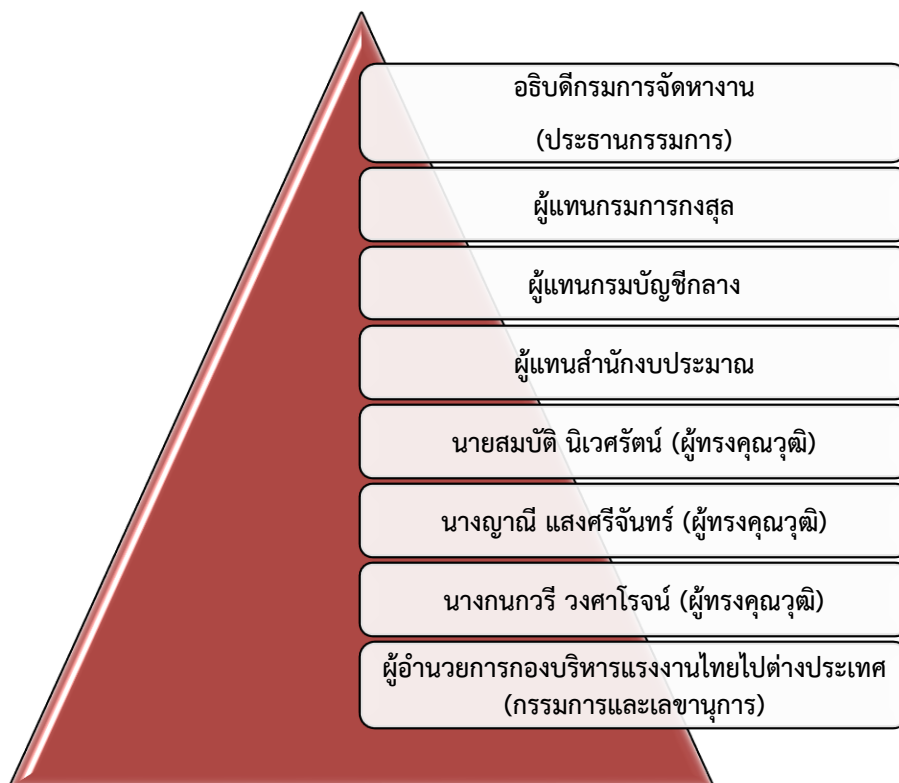 อธิบดีกรมการจัดหางาน
(ประธานกรรมการ)
ผู้แทนกรมการกงสุล
ผู้แทนกรมบัญชีกลาง
ผู้แทนสำนักงบประมาณ
นายสมบัติ นิเวศรัตน์ (ผู้ทรงคุณวุฒิ)
นางญาณี แสงศรีจันทร์ (ผู้ทรงคุณวุฒิ)
นางกนกวรี วงศาโรจน์ (ผู้ทรงคุณวุฒิ)
ผู้อำนวยการกองบริหารแรงงานไทยไปต่างประเทศ
(กรรมการและเลขานุการ)